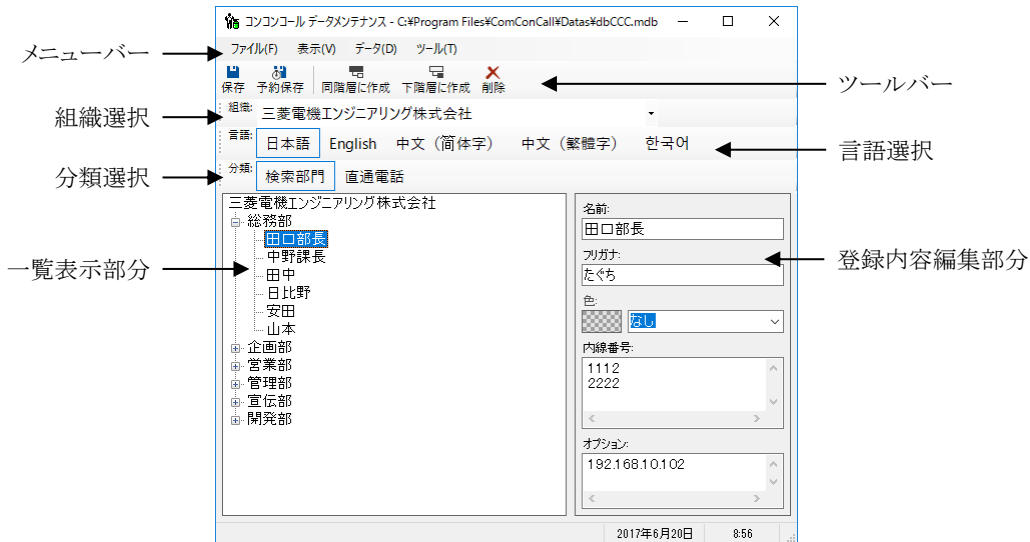 コンコンコール データメンテナンス - C:¥Program Files¥ComConCall¥Datas¥dbCCC.mdb
メニューバー
ファイル(F) 表示(V) データ(D) ツール(T)
保存 予約保存 同階層に作成 下階層に作成 削除
ツールバー
組織選択
組織: 三菱電機エンジニアリング株式会社
言語: 日本語 English 中文（简体字） 中文（繁體字） 한국어
言語選択
分類選択
分類: 検索部門 直通電話
三菱電機エンジニアリング株式会社
総務部
田口部長
中野課長
田中
日比野
安田
山本
企画部
営業部
管理部
宣伝部
開発部
一覧表示部分
名前:
田口部長
フリガナ:
たぐち
登録内容編集部分
色:
なし
内線番号:
1112
2222
オプション:
192.168.10.102
2017年6月20日 8:56